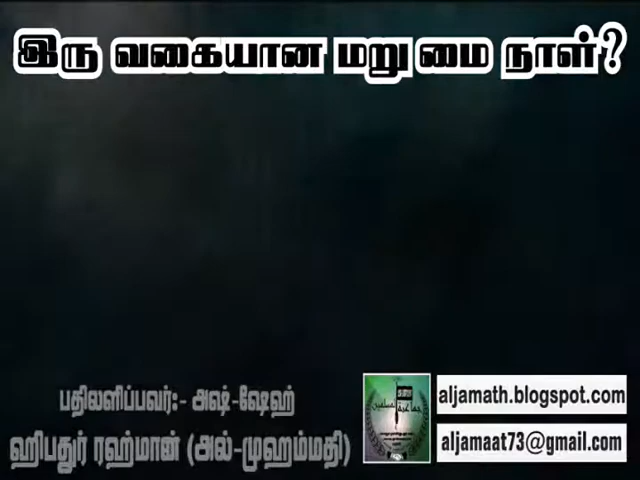 இரு வகையான மறுமை நாள்?
பதிலளிப்பவர்:- அஷ்-ஷேஹ்
ஹிபதுர் ரஹ்மான் (அல்-முஹம்மதி)
aljamath.blogspot.com
aljamaat73@gmail.com